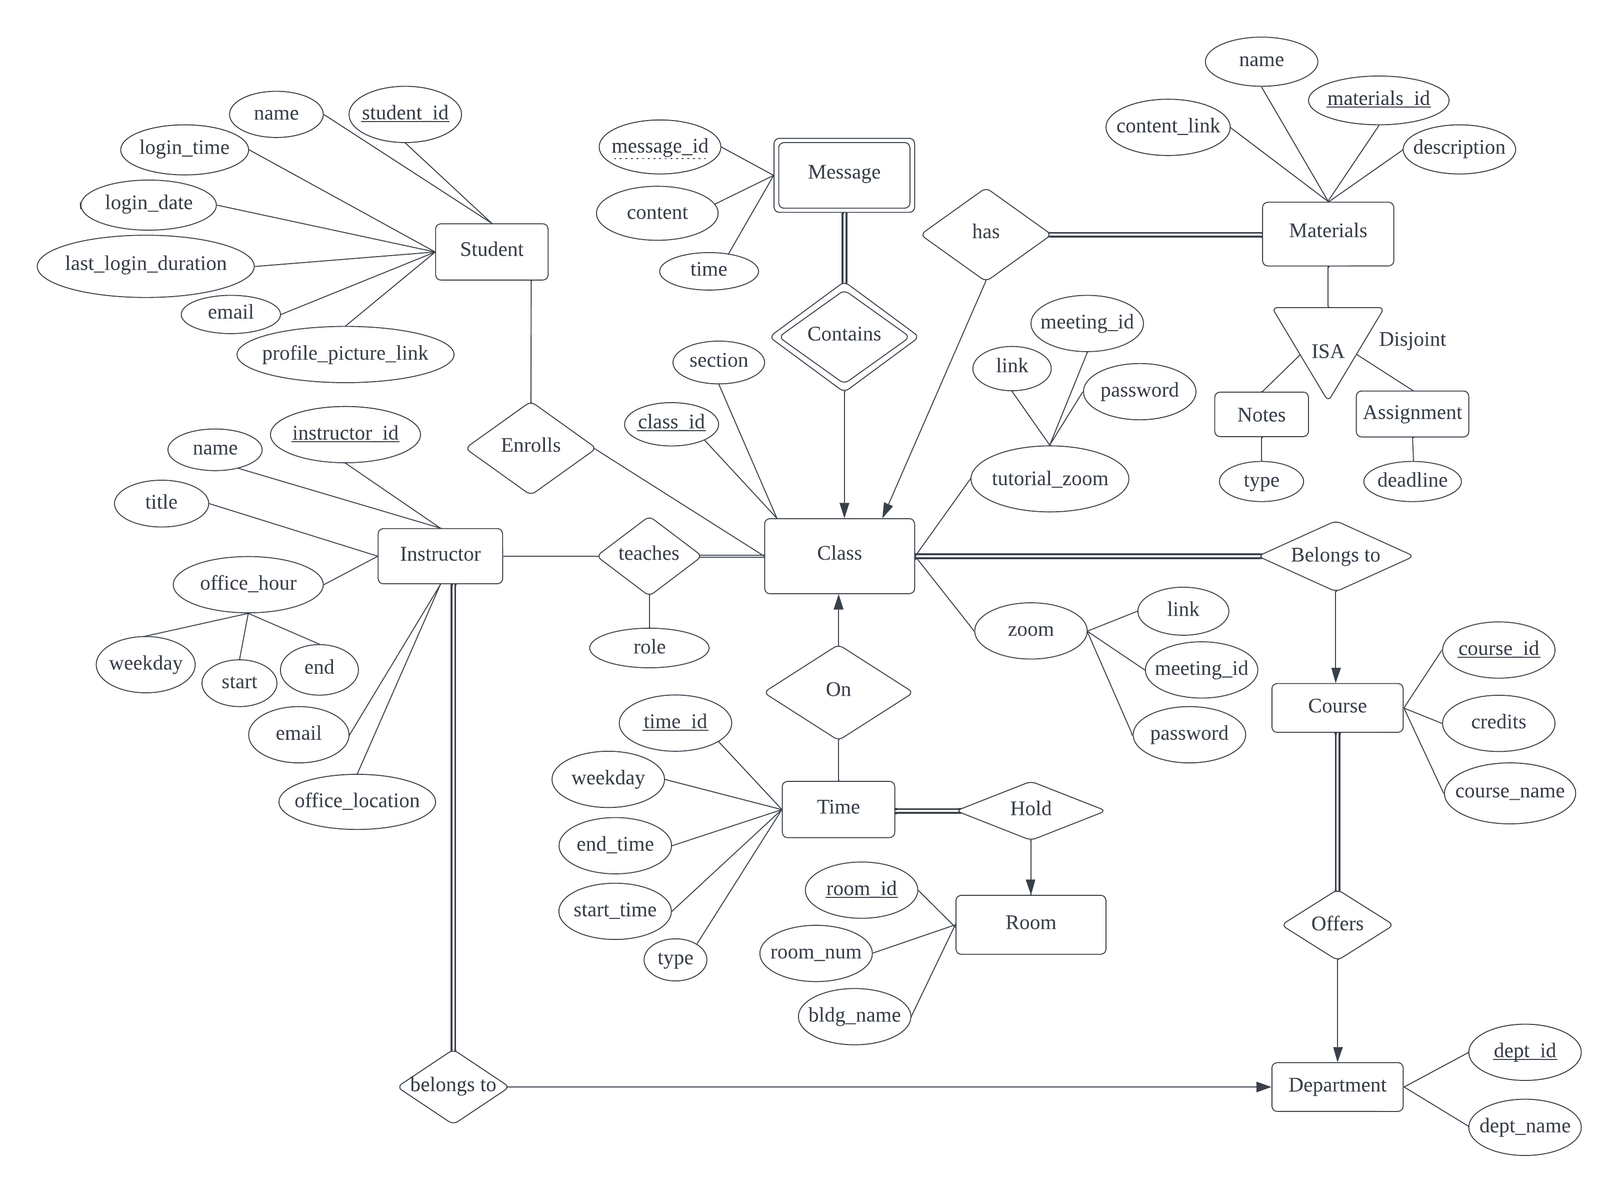 name
student_id
login_time
login_date
last_login_duration
email
profile_picture_link
Student
message_id
content
time
Message
Contains
has
name
materials_id
content_link
description
Materials
ISA
Disjoint
Notes
Assignment
type
deadline
Enrolls
section
class_id
link
meeting_id
password
tutorial_zoom
instructor_id
name
title
office_hour
weekday
start
end
email
office_location
Instructor
teaches
role
Class
Belongs to
zoom
link
meeting_id
password
On
time_id
weekday
end_time
start_time
type
Time
Hold
room_id
room_num
bldg_name
Room
Course
course_id
credits
course_name
Offers
belongs to
Department
dept_id
dept_name